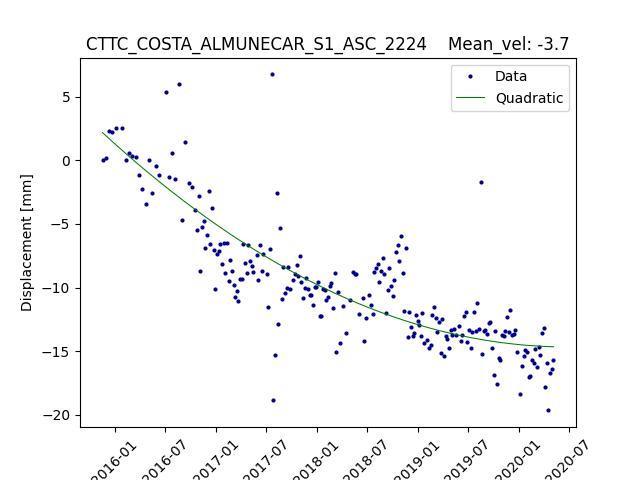 CTTC_COSTA_ALMUNECAR_S1_ASC_2224    Mean_vel: -3.7
Data
Quadratic
Displacement [mm]
5
0
−5
−10
−15
−20
2016-01 2016-07 2017-01 2017-07 2018-01 2018-07 2019-01 2019-07 2020-01 2020-07